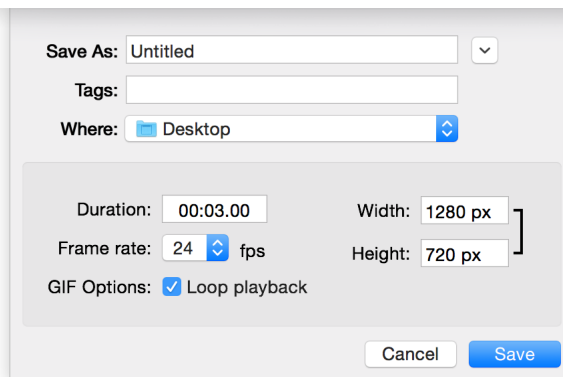 Save As: Untitled
Tags:
Where: Desktop
Duration: 00:03.00 Width: 1280 px
Frame rate: 24 fps Height: 720 px
GIF Options: Loop playback
Cancel Save